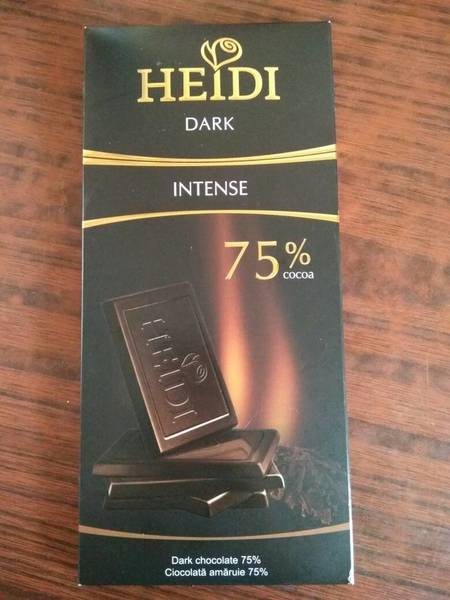 HEIDI
DARK
INTENSE
75%
cocoa
HEIDI
Dark chocolate 75%
Ciocolată amăruie 75%